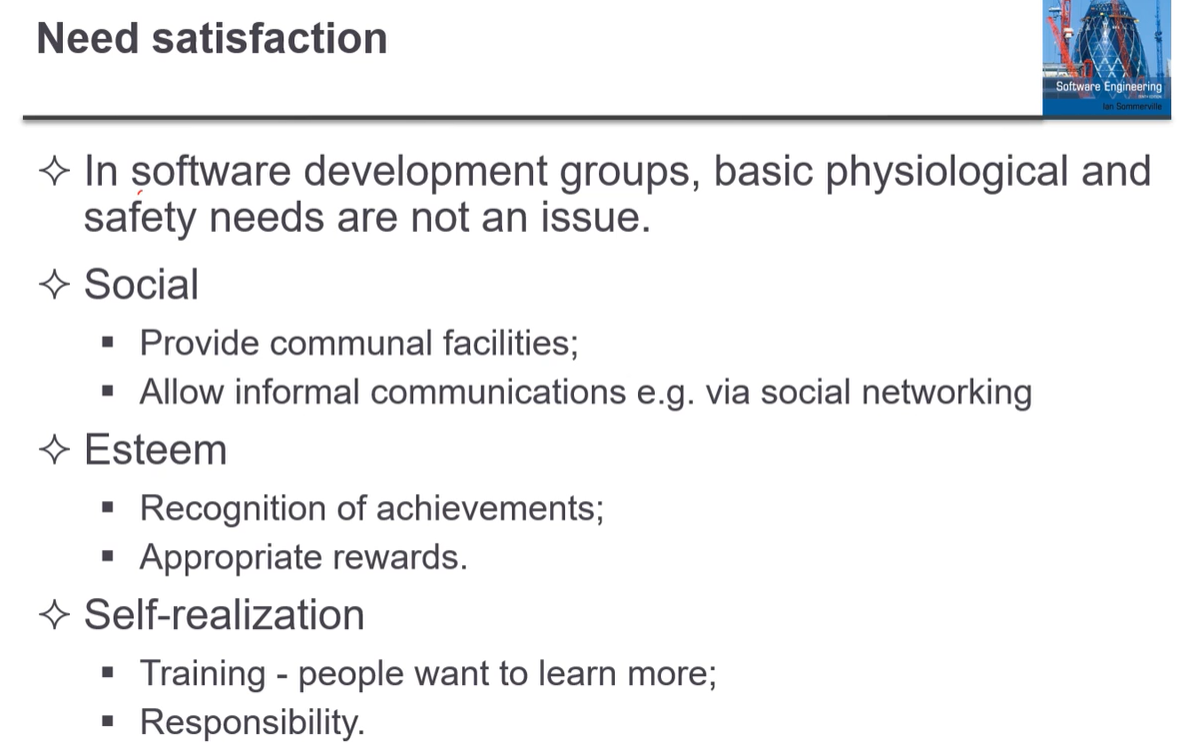 Need satisfaction
Software Engineering
Ian Sommerville
✧ In software development groups, basic physiological and
safety needs are not an issue.
✧ Social
▪ Provide communal facilities;
▪ Allow informal communications e.g. via social networking
✧ Esteem
▪ Recognition of achievements;
▪ Appropriate rewards.
✧ Self-realization
▪ Training - people want to learn more;
▪ Responsibility.